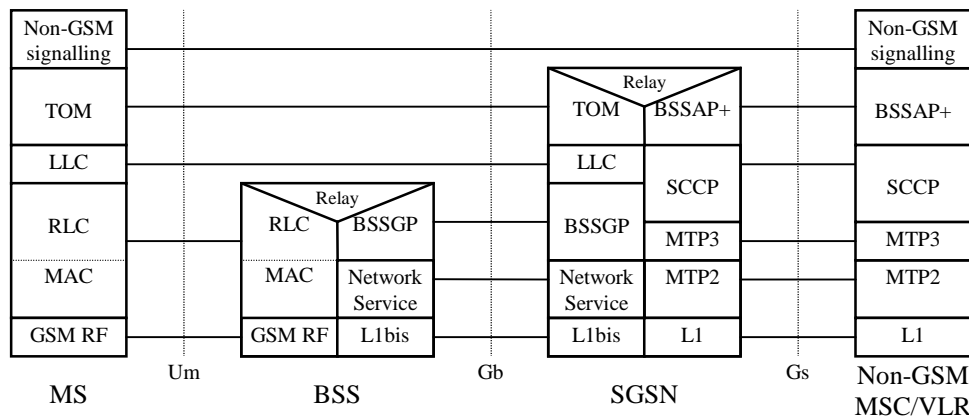 Non-GSM
signalling
TOM
LLC
RLC
MAC
GSM RF
MS
Um
Relay
RLC
BSSGP
MAC
Network
Service
GSM RF
L1bis
BSS
Gb
Relay
TOM
BSSAP+
LLC
SCCP
BSSGP
MTP3
Network
Service
MTP2
L1bis
L1
SGSN
Gs
Non-GSM
signalling
BSSAP+
SCCP
MTP3
MTP2
L1
Non-GSM
MSC/VLR